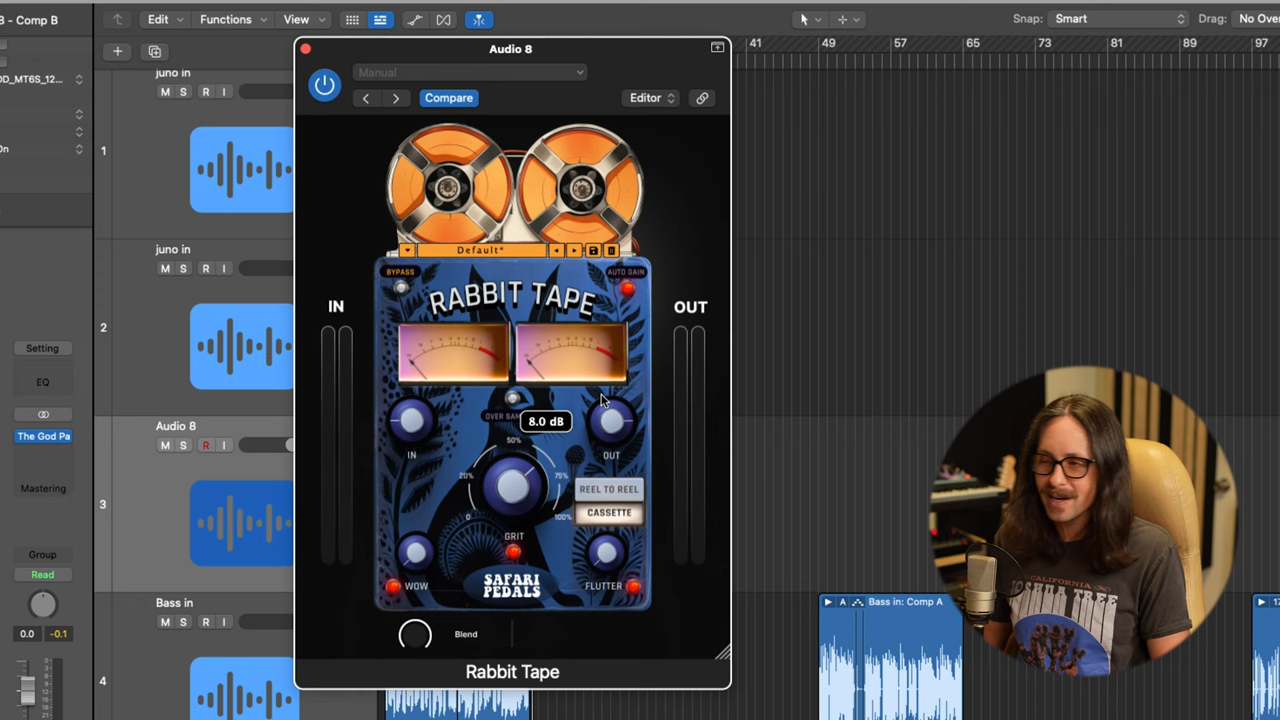 B - Comp B
Edit
Functions
View
Snap:
Smart
Drag:
No Over
41
49
57
65
73
81
89
97
OD_MT6S_12...
On
Setting
EQ
The God Pa
Mastering
Group
Read
0.0
-0.1
juno in
M S R I
1
juno in
M S R I
2
Audio 8
M S R I
3
Bass in
M S R I
4
Audio 8
Manual
Compare
Editor
Default*
BYPASS
AUTO GAIN
RABBIT TAPE
IN
OUT
8.0 dB
IN
OUT
50%
20%
75%
0
100%
REEL TO REEL
CASSETTE
GRIT
WOW
FLUTTER
SAFARI
PEDALS
Blend
Rabbit Tape
A
Bass in: Comp A
CALIFORNIA
JOSHUA TREE